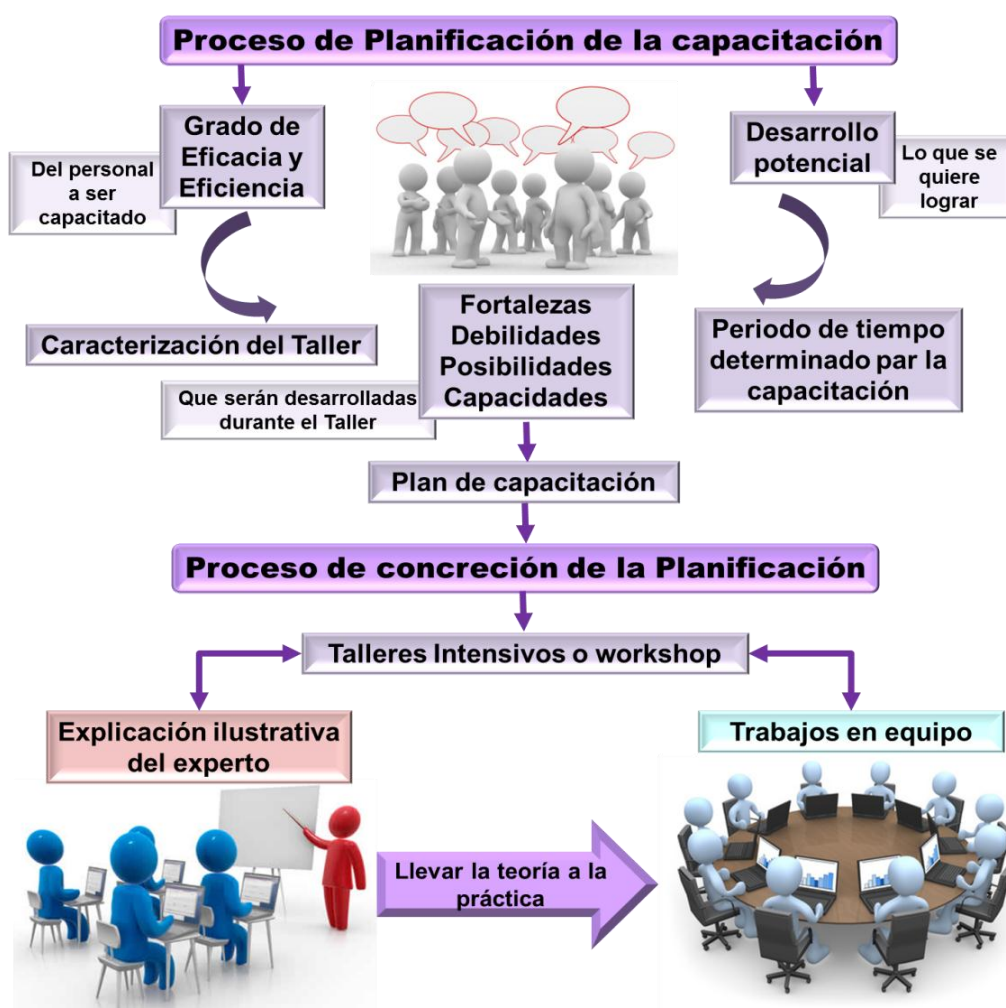 Proceso de Planificación de la capacitación
Grado de
Eficacia y
Eficiencia
Del personal
a ser
capacitado
Desarrollo
potencial
Lo que se
quiere
lograr
Caracterización del Taller
Fortalezas
Debilidades
Posibilidades
Capacidades
Que serán desarrolladas
durante el Taller
Periodo de tiempo
determinado par la
capacitación
Plan de capacitación
Proceso de concreción de la Planificación
Talleres Intensivos o workshop
Explicación ilustrativa
del experto
Trabajos en equipo
Llevar la teoría a la
práctica